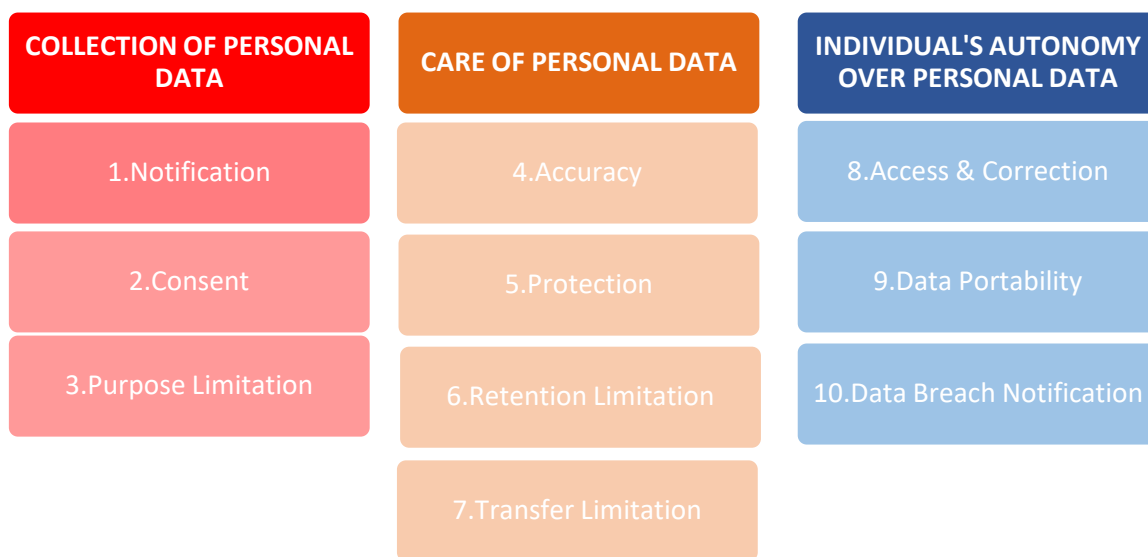 COLLECTION OF PERSONAL
DATA
1.Notification
2.Consent
3.Purpose Limitation
CARE OF PERSONAL DATA
4.Accuracy
5.Protection
6.Retention Limitation
7.Transfer Limitation
INDIVIDUAL'S AUTONOMY
OVER PERSONAL DATA
8.Access & Correction
9.Data Portability
10.Data Breach Notification